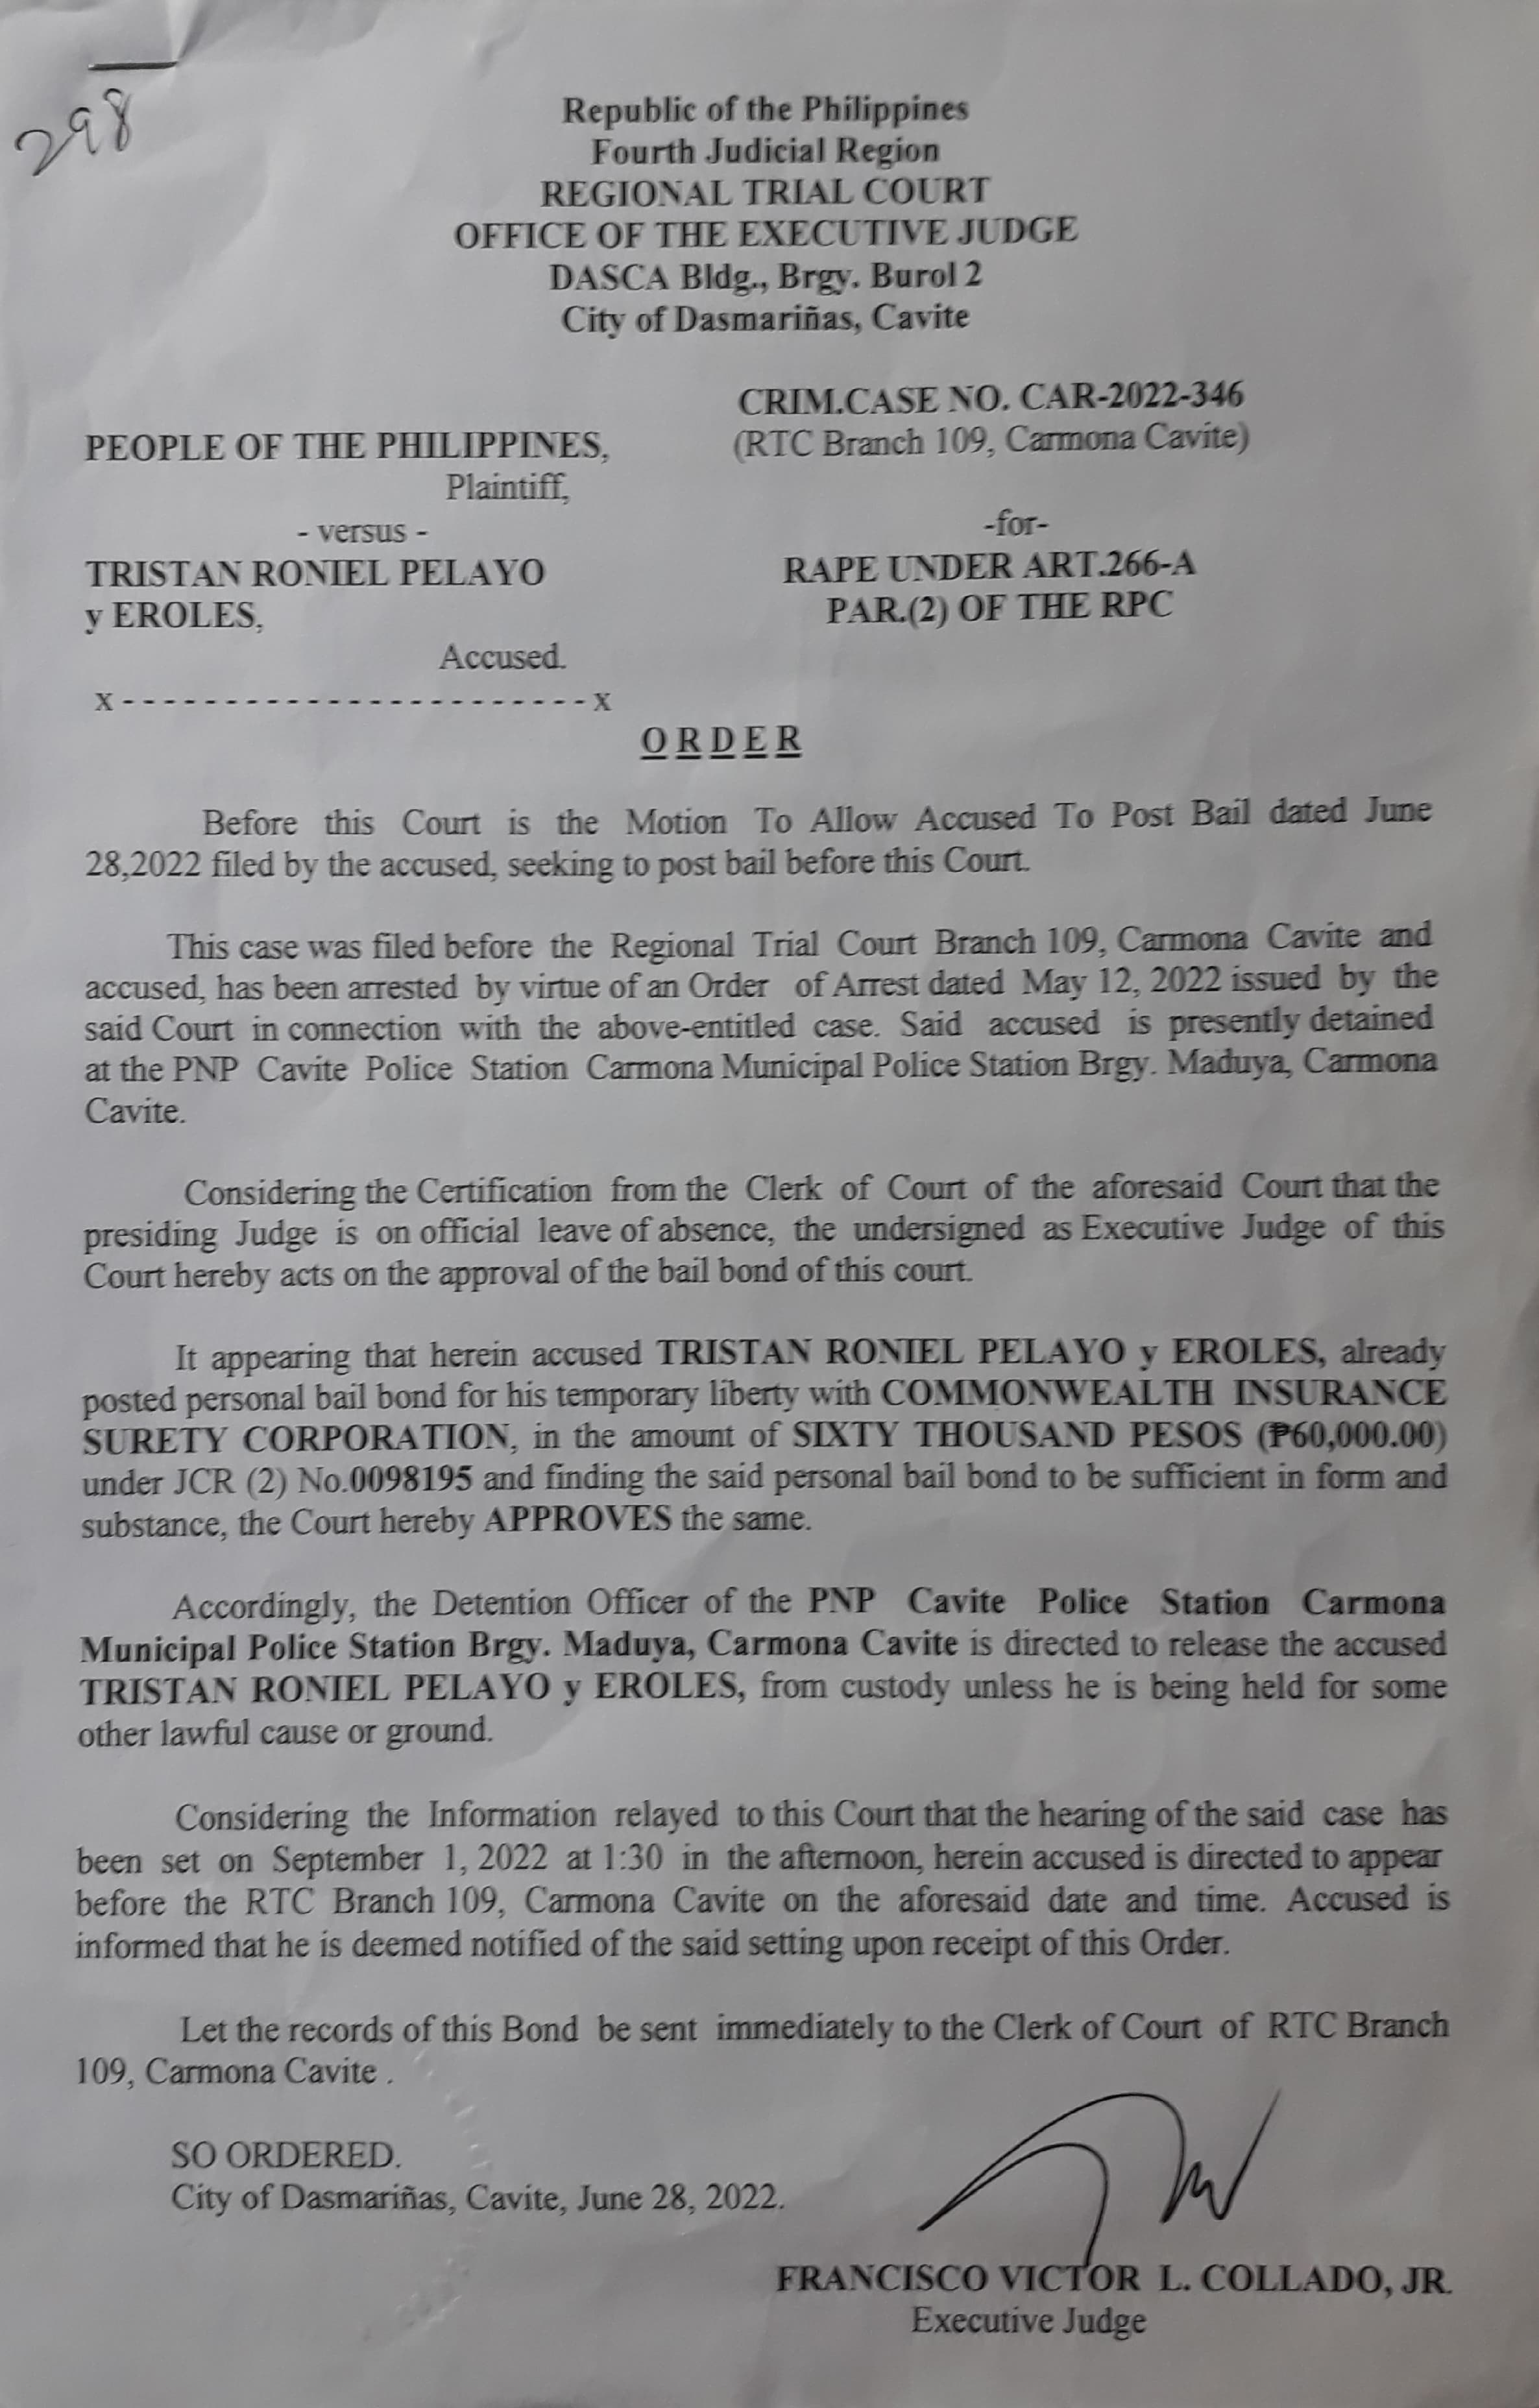 298
Republic of the Philippines
Fourth Judicial Region
REGIONAL TRIAL COURT
OFFICE OF THE EXECUTIVE JUDGE
DASCA Bldg., Brgy. Burol 2
City of Dasmariñas, Cavite
CRIM.CASE NO. CAR-2022-346
PEOPLE OF THE PHILIPPINES, (RTC Branch 109, Carmona Cavite)
Plaintiff,
- versus - -for-
TRISTAN RONIEL PELAYO RAPE UNDER ART.266-A
y EROLES, PAR.(2) OF THE RPC
Accused.
x - - - - - - - - - - - - - - - - - - - - - - - x
O R D E R
Before this Court is the Motion To Allow Accused To Post Bail dated June
28,2022 filed by the accused, seeking to post bail before this Court.
This case was filed before the Regional Trial Court Branch 109, Carmona Cavite and
accused, has been arrested by virtue of an Order of Arrest dated May 12, 2022 issued by the
said Court in connection with the above-entitled case. Said accused is presently detained
at the PNP Cavite Police Station Carmona Municipal Police Station Brgy. Maduya, Carmona
Cavite.
Considering the Certification from the Clerk of Court of the aforesaid Court that the
presiding Judge is on official leave of absence, the undersigned as Executive Judge of this
Court hereby acts on the approval of the bail bond of this court.
It appearing that herein accused TRISTAN RONIEL PELAYO y EROLES, already
posted personal bail bond for his temporary liberty with COMMONWEALTH INSURANCE
SURETY CORPORATION, in the amount of SIXTY THOUSAND PESOS (₱60,000.00)
under JCR (2) No.0098195 and finding the said personal bail bond to be sufficient in form and
substance, the Court hereby APPROVES the same.
Accordingly, the Detention Officer of the PNP Cavite Police Station Carmona
Municipal Police Station Brgy. Maduya, Carmona Cavite is directed to release the accused
TRISTAN RONIEL PELAYO y EROLES, from custody unless he is being held for some
other lawful cause or ground.
Considering the Information relayed to this Court that the hearing of the said case has
been set on September 1, 2022 at 1:30 in the afternoon, herein accused is directed to appear
before the RTC Branch 109, Carmona Cavite on the aforesaid date and time. Accused is
informed that he is deemed notified of the said setting upon receipt of this Order.
Let the records of this Bond be sent immediately to the Clerk of Court of RTC Branch
109, Carmona Cavite .
SO ORDERED.
City of Dasmariñas, Cavite, June 28, 2022.
FRANCISCO VICTOR L. COLLADO, JR.
Executive Judge